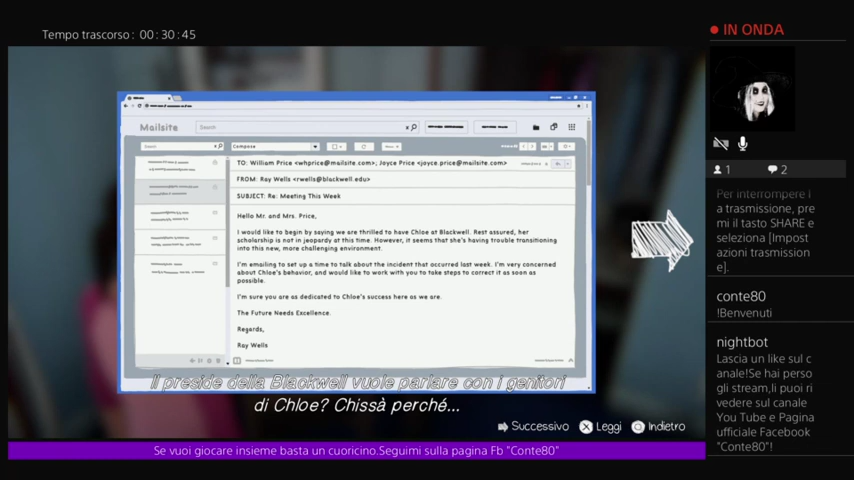 Tempo trascorso: 00:30:45
IN ONDA
Mailsite
Search
Search
Compose
TO: William Price <whprice@mailsite.com>; Joyce Price <joyce.price@mailsite.com>
FROM: Ray Wells <rwells@blackwell.edu>
SUBJECT: Re: Meeting This Week
Hello Mr. and Mrs. Price,
I would like to begin by saying we are thrilled to have Chloe at Blackwell. Rest assured, her
scholarship is not in jeopardy at this time. However, it seems that she's having trouble transitioning
into this new, more challenging environment.
I'm emailing to set up a time to talk about the incident that occurred last week. I'm very concerned
about Chloe's behavior, and would like to work with you to take steps to correct it as soon as
possible.
I'm sure you are as dedicated to Chloe's success here as we are.
The Future Needs Excellence.
Regards,
Ray Wells
Il preside della Blackwell vuole parlare con i genitori
di Chloe? Chissà perché...
Successivo
Leggi
Indietro
Se vuoi giocare insieme basta un cuoricino.Seguimi sulla pagina Fb "Conte80"
1
2
Per interrompere l
a trasmissione, pre
mi il tasto SHARE e
seleziona [Impost
azioni trasmission
e].
conte80
!Benvenuti
nightbot
Lascia un like sul c
anale!Se hai perso
gli stream,li puoi ri
vedere sul canale
You Tube e Pagina
ufficiale Facebook
"Conte80"!